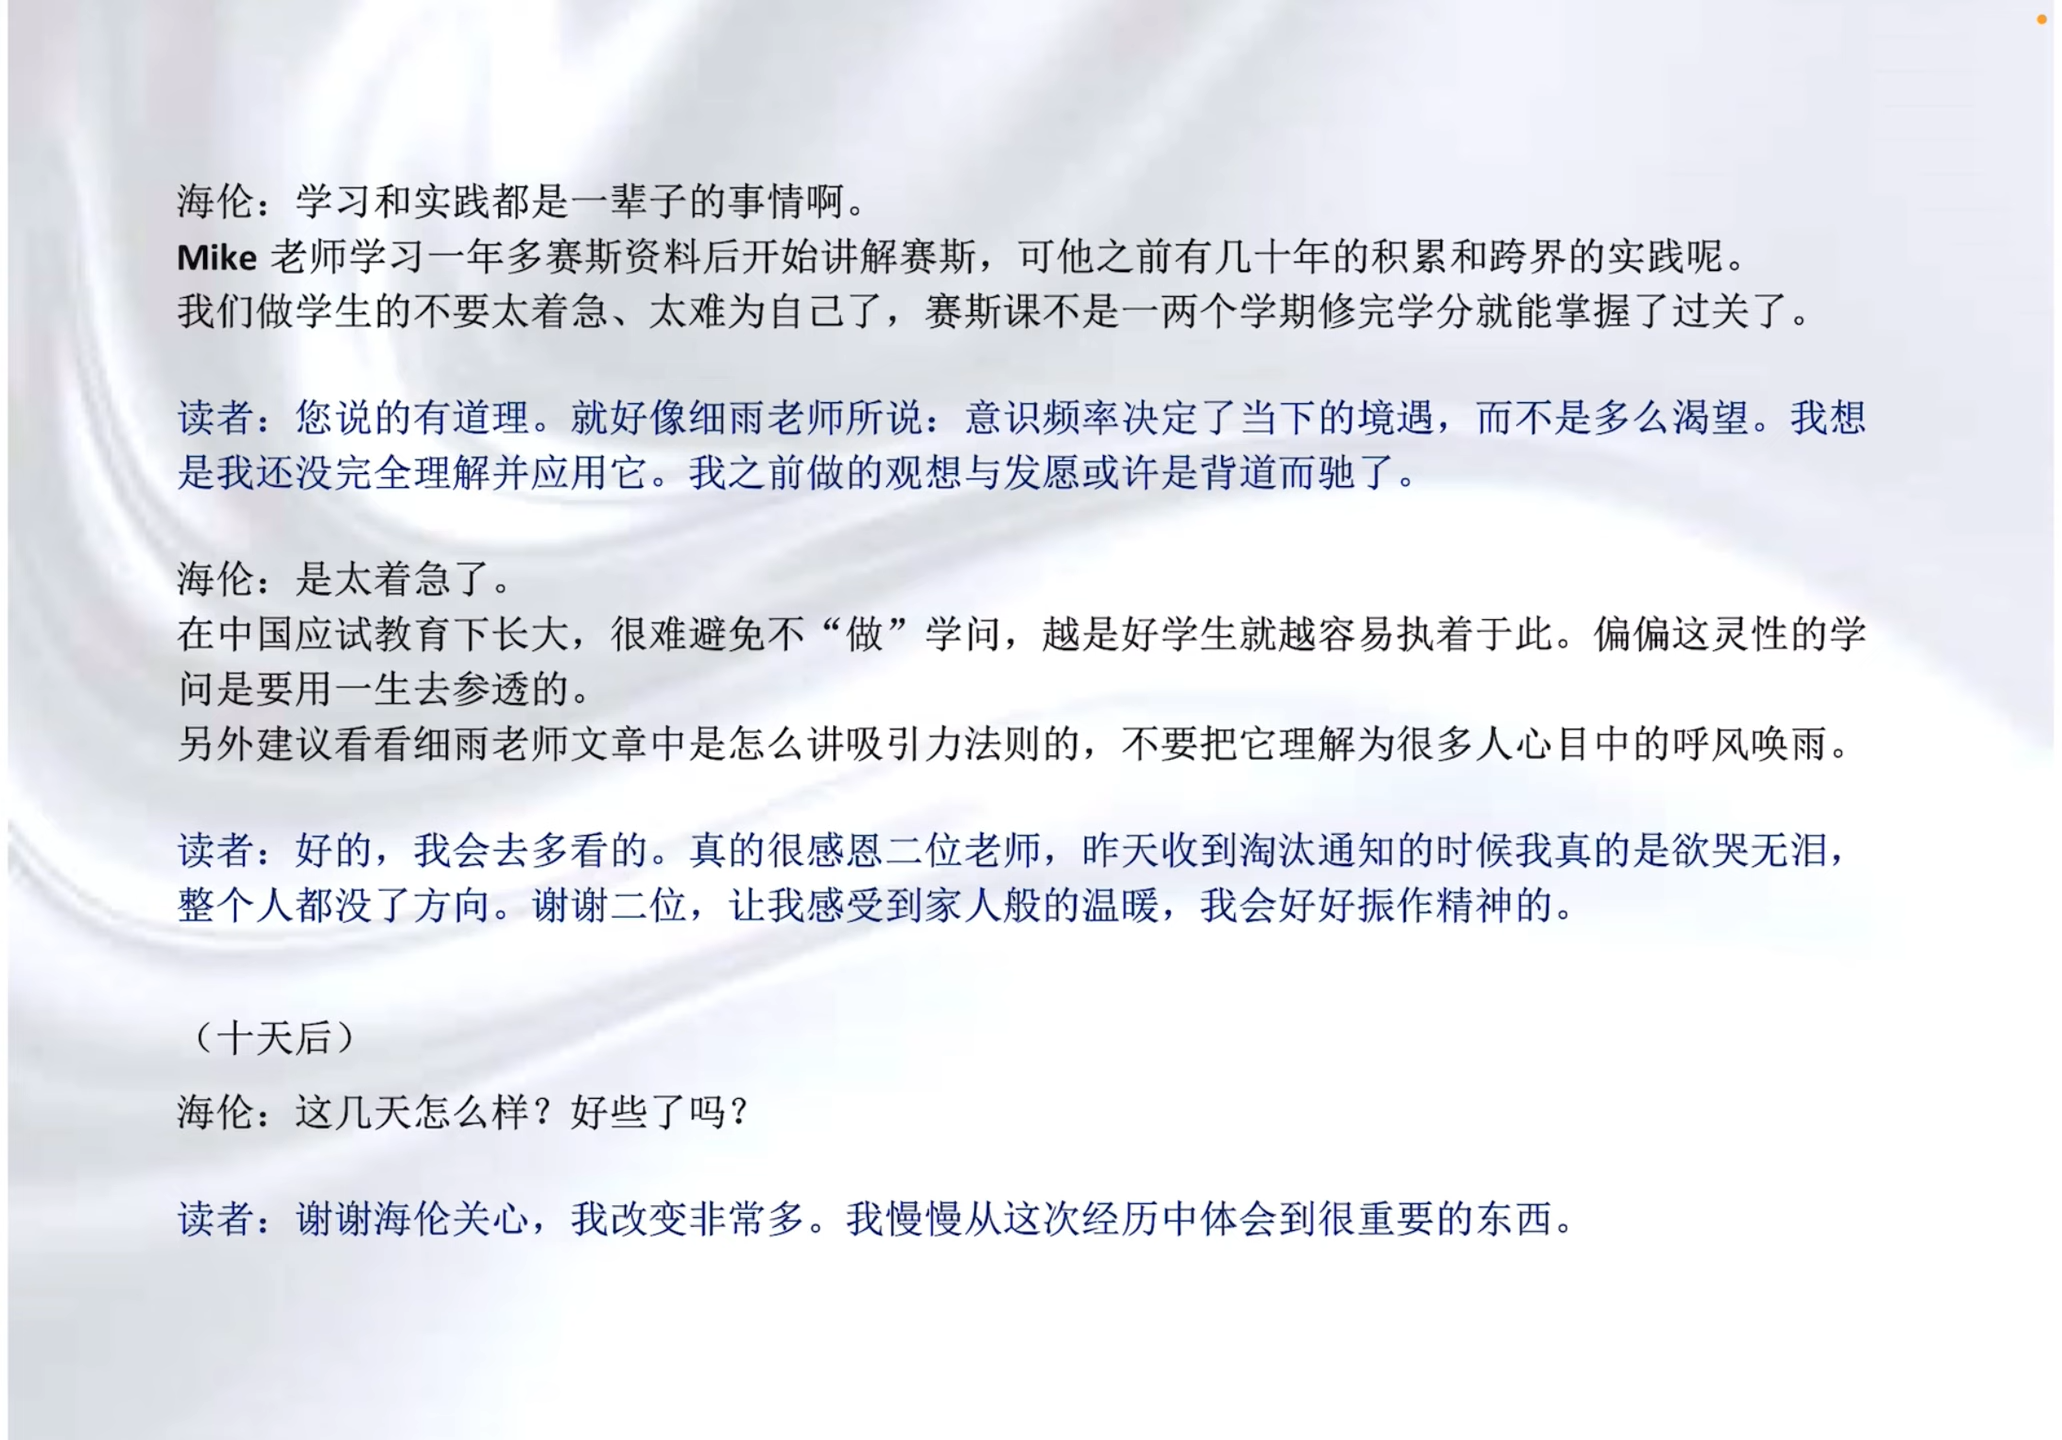 海伦：学习和实践都是一辈子的事情啊。
Mike 老师学习一年多赛斯资料后开始讲解赛斯，可他之前有几十年的积累和跨界的实践呢。
我们做学生的不要太着急、太难为自己了，赛斯课不是一两个学期修完学分就能掌握了过关了。
读者：您说的有道理。就好像细雨老师所说：意识频率决定了当下的境遇，而不是多么渴望。我想
是我还没完全理解并应用它。我之前做的观想与发愿或许是背道而驰了。
海伦：是太着急了。
在中国应试教育下长大，很难避免不“做”学问，越是好学生就越容易执着于此。偏偏这灵性的学
问是要用一生去参透的。
另外建议看看细雨老师文章中是怎么讲吸引力法则的，不要把它理解为很多人心目中的呼风唤雨。
读者：好的，我会去多看的。真的很感恩二位老师，昨天收到淘汰通知的时候我真的是欲哭无泪，
整个人都没了方向。谢谢二位，让我感受到家人般的温暖，我会好好振作精神的。
（十天后）
海伦：这几天怎么样？好些了吗？
读者：谢谢海伦关心，我改变非常多。我慢慢从这次经历中体会到很重要的东西。